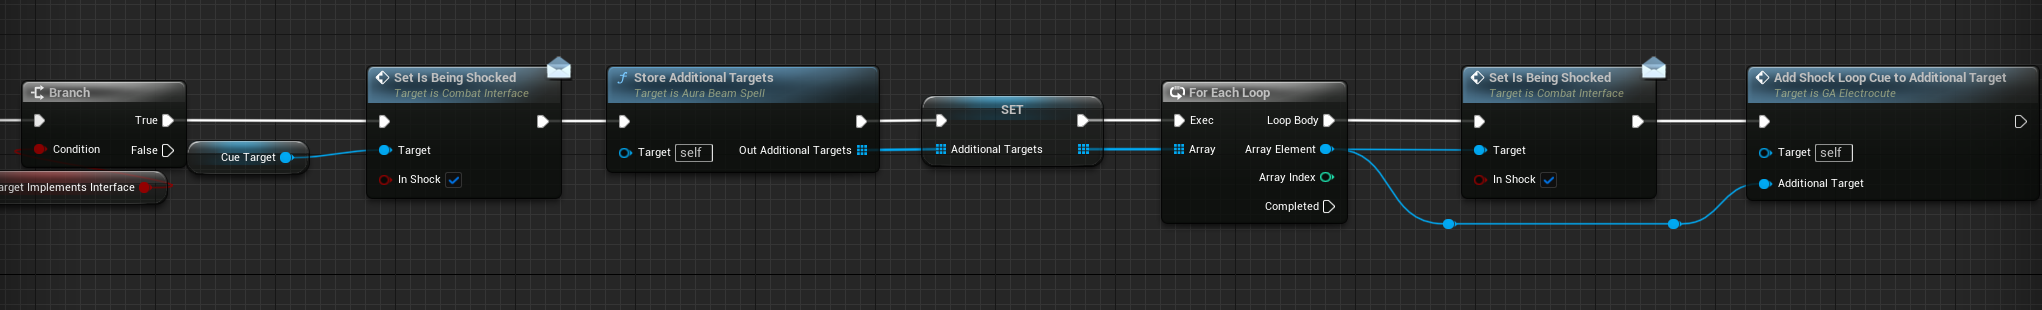 Branch
True
Condition
False
arget Implements Interface
Cue Target
Set Is Being Shocked
Target is Combat Interface
Target
In Shock
f Store Additional Targets
Target is Aura Beam Spell
Target self
Out Additional Targets
SET
Additional Targets
For Each Loop
Exec
Loop Body
Array
Array Element
Array Index
Completed
Set Is Being Shocked
Target is Combat Interface
Target
In Shock
Add Shock Loop Cue to Additional Target
Target is GA Electrocute
Target self
Additional Target